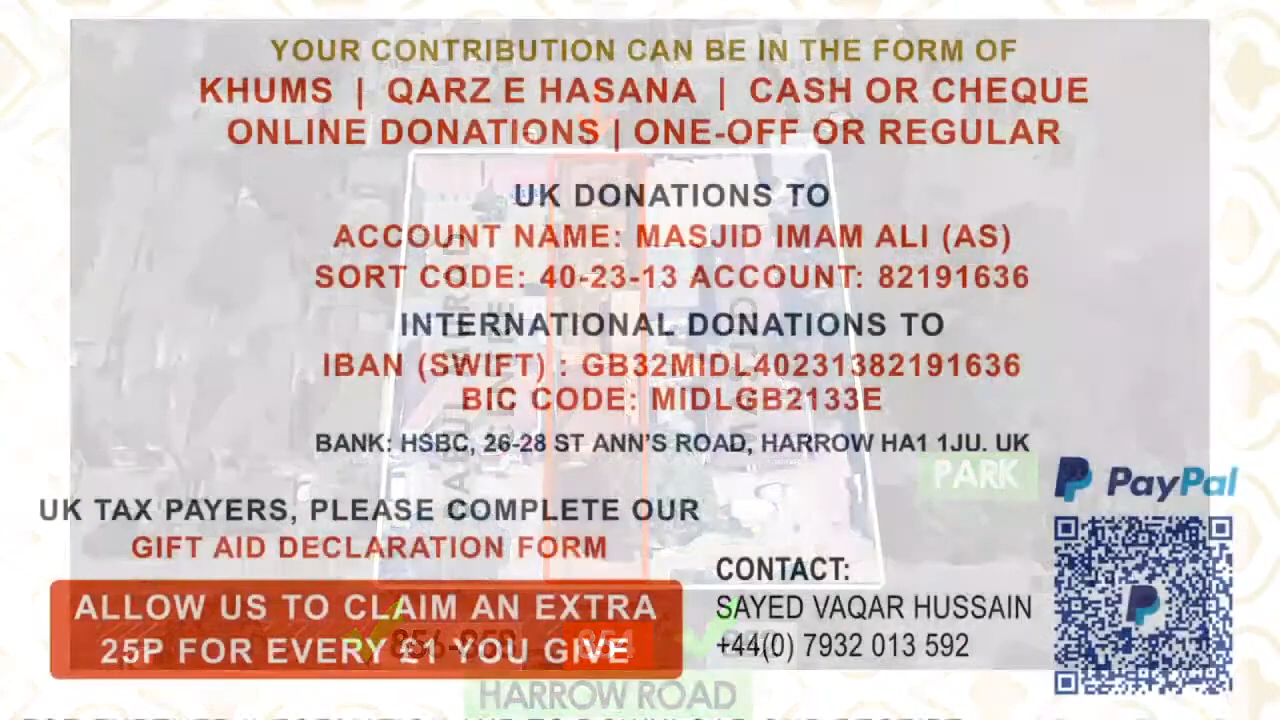 YOUR CONTRIBUTION CAN BE IN THE FORM OF
KHUMS | QARZ E HASANA | CASH OR CHEQUE
ONLINE DONATIONS | ONE-OFF OR REGULAR
UK DONATIONS TO
ACCOUNT NAME: MASJID IMAM ALI (AS)
SORT CODE: 40-23-13 ACCOUNT: 82191636
INTERNATIONAL DONATIONS TO
IBAN (SWIFT) : GB32MIDL40231382191636
BIC CODE: MIDLGB2133E
BANK: HSBC, 26-28 ST ANN'S ROAD, HARROW HA1 1JU. UK
PARK
PayPal
UK TAX PAYERS, PLEASE COMPLETE OUR
GIFT AID DECLARATION FORM
ALLOW US TO CLAIM AN EXTRA
25P FOR EVERY £1 YOU GIVE
CONTACT:
SAYED VAQAR HUSSAIN
+44(0) 7932 013 592
HARROW ROAD